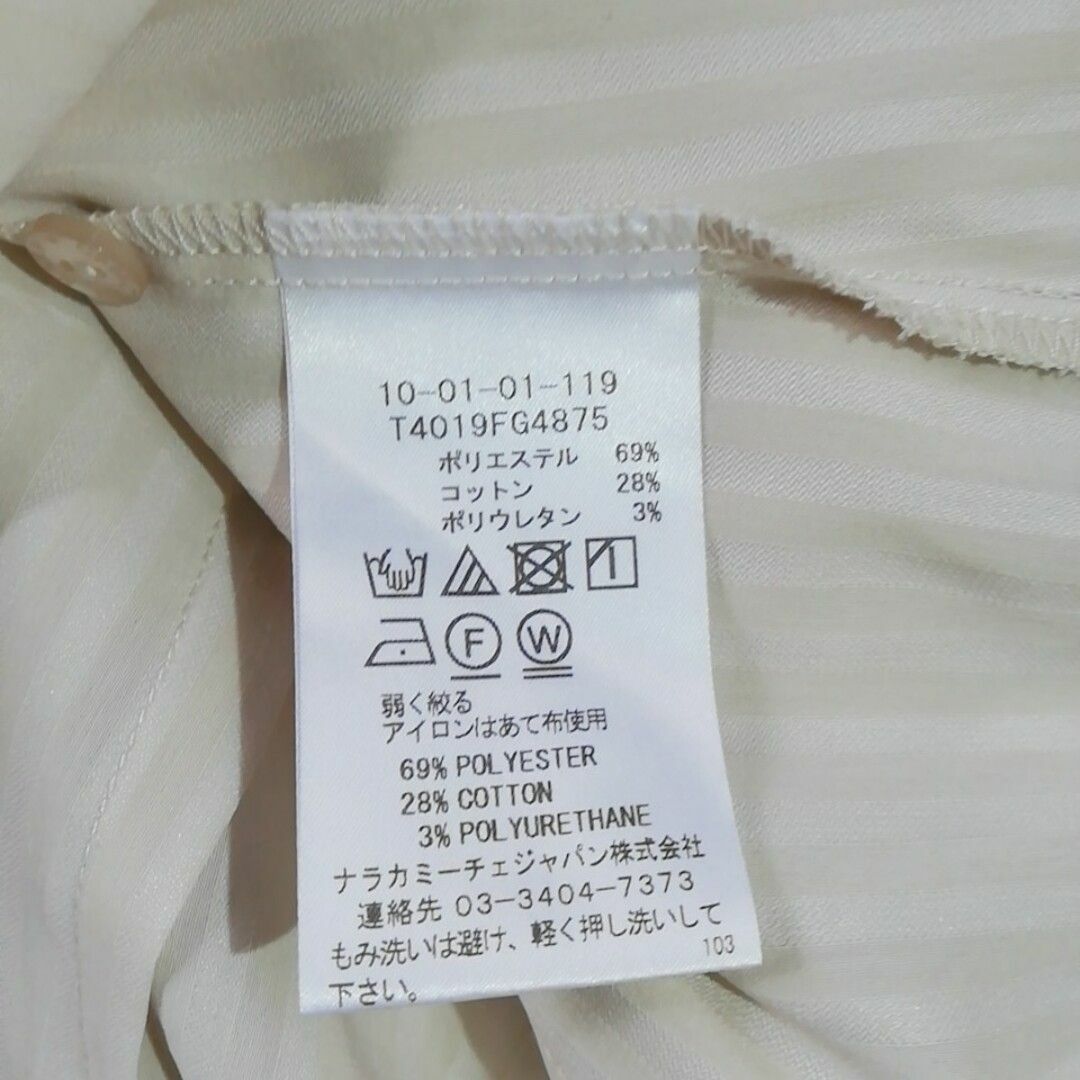 10-01-01-119
T4019FG4875
ポリエステル 69%
コットン 28%
ポリウレタン 3%
F W
弱く絞る
アイロンはあて布使用
69% POLYESTER
28% COTTON
3% POLYURETHANE
ナラカミーチェジャパン株式会社
連絡先 03-3404-7373
もみ洗いは避け、軽く押し洗いして
下さい。
103